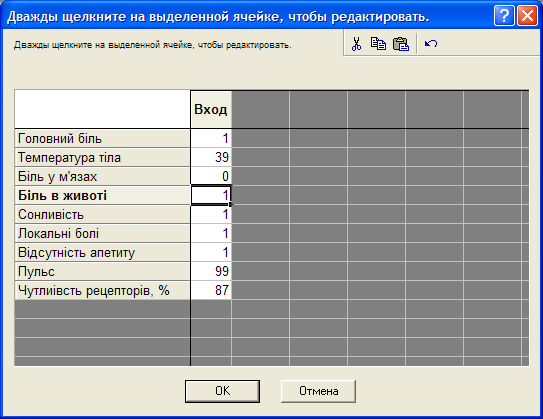 Дважды щелкните на выделенной ячейке, чтобы редактировать.
Дважды щелкните на выделенной ячейке, чтобы редактировать.
Вход
Головний біль 1
Температура тіла 39
Біль у м'язах 0
Біль в животі 1
Сонливість 1
Локальні болі 1
Відсутність апетиту 1
Пульс 99
Чутлиівсть рецепторів, % 87
OK Отмена